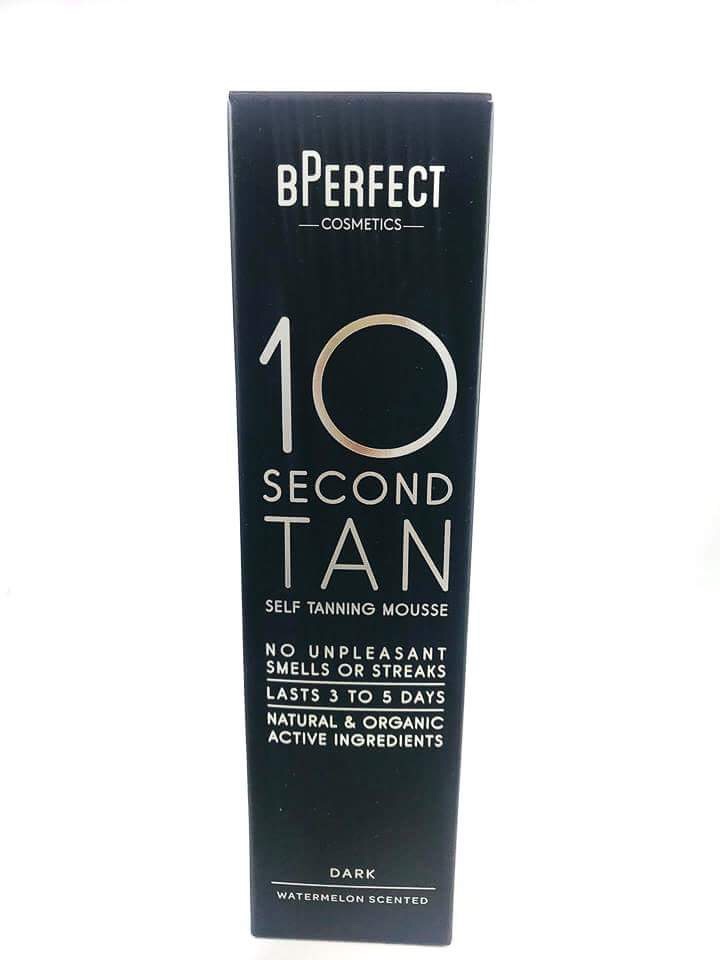 BPERFECT
COSMETICS
10
SECOND
TAN
SELF TANNING MOUSSE
NO UNPLEASANT
SMELLS OR STREAKS
LASTS 3 TO 5 DAYS
NATURAL & ORGANIC
ACTIVE INGREDIENTS
DARK
WATERMELON SCENTED